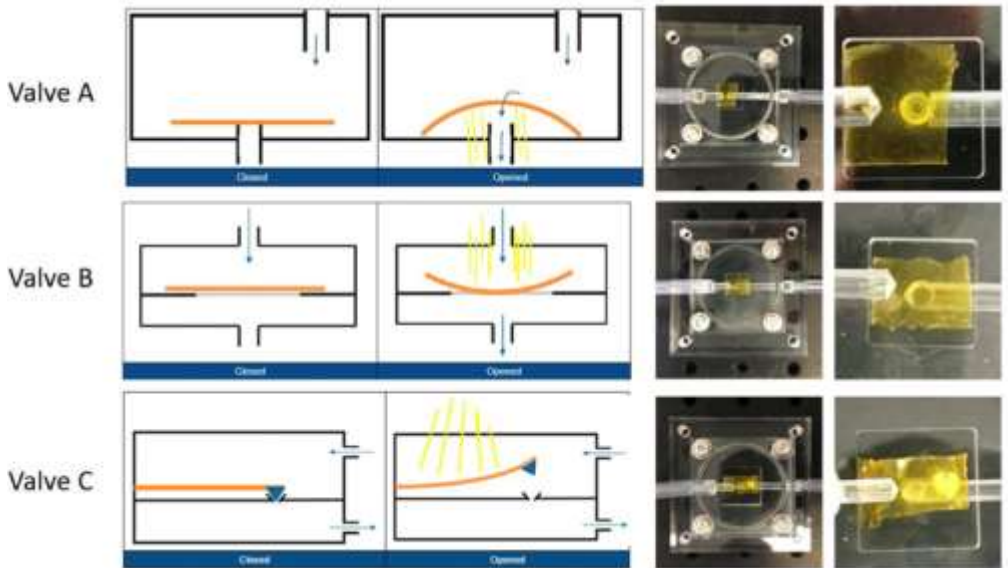 Valve A
Closed
Opened
Valve B
Closed
Opened
Valve C
Closed
Opened